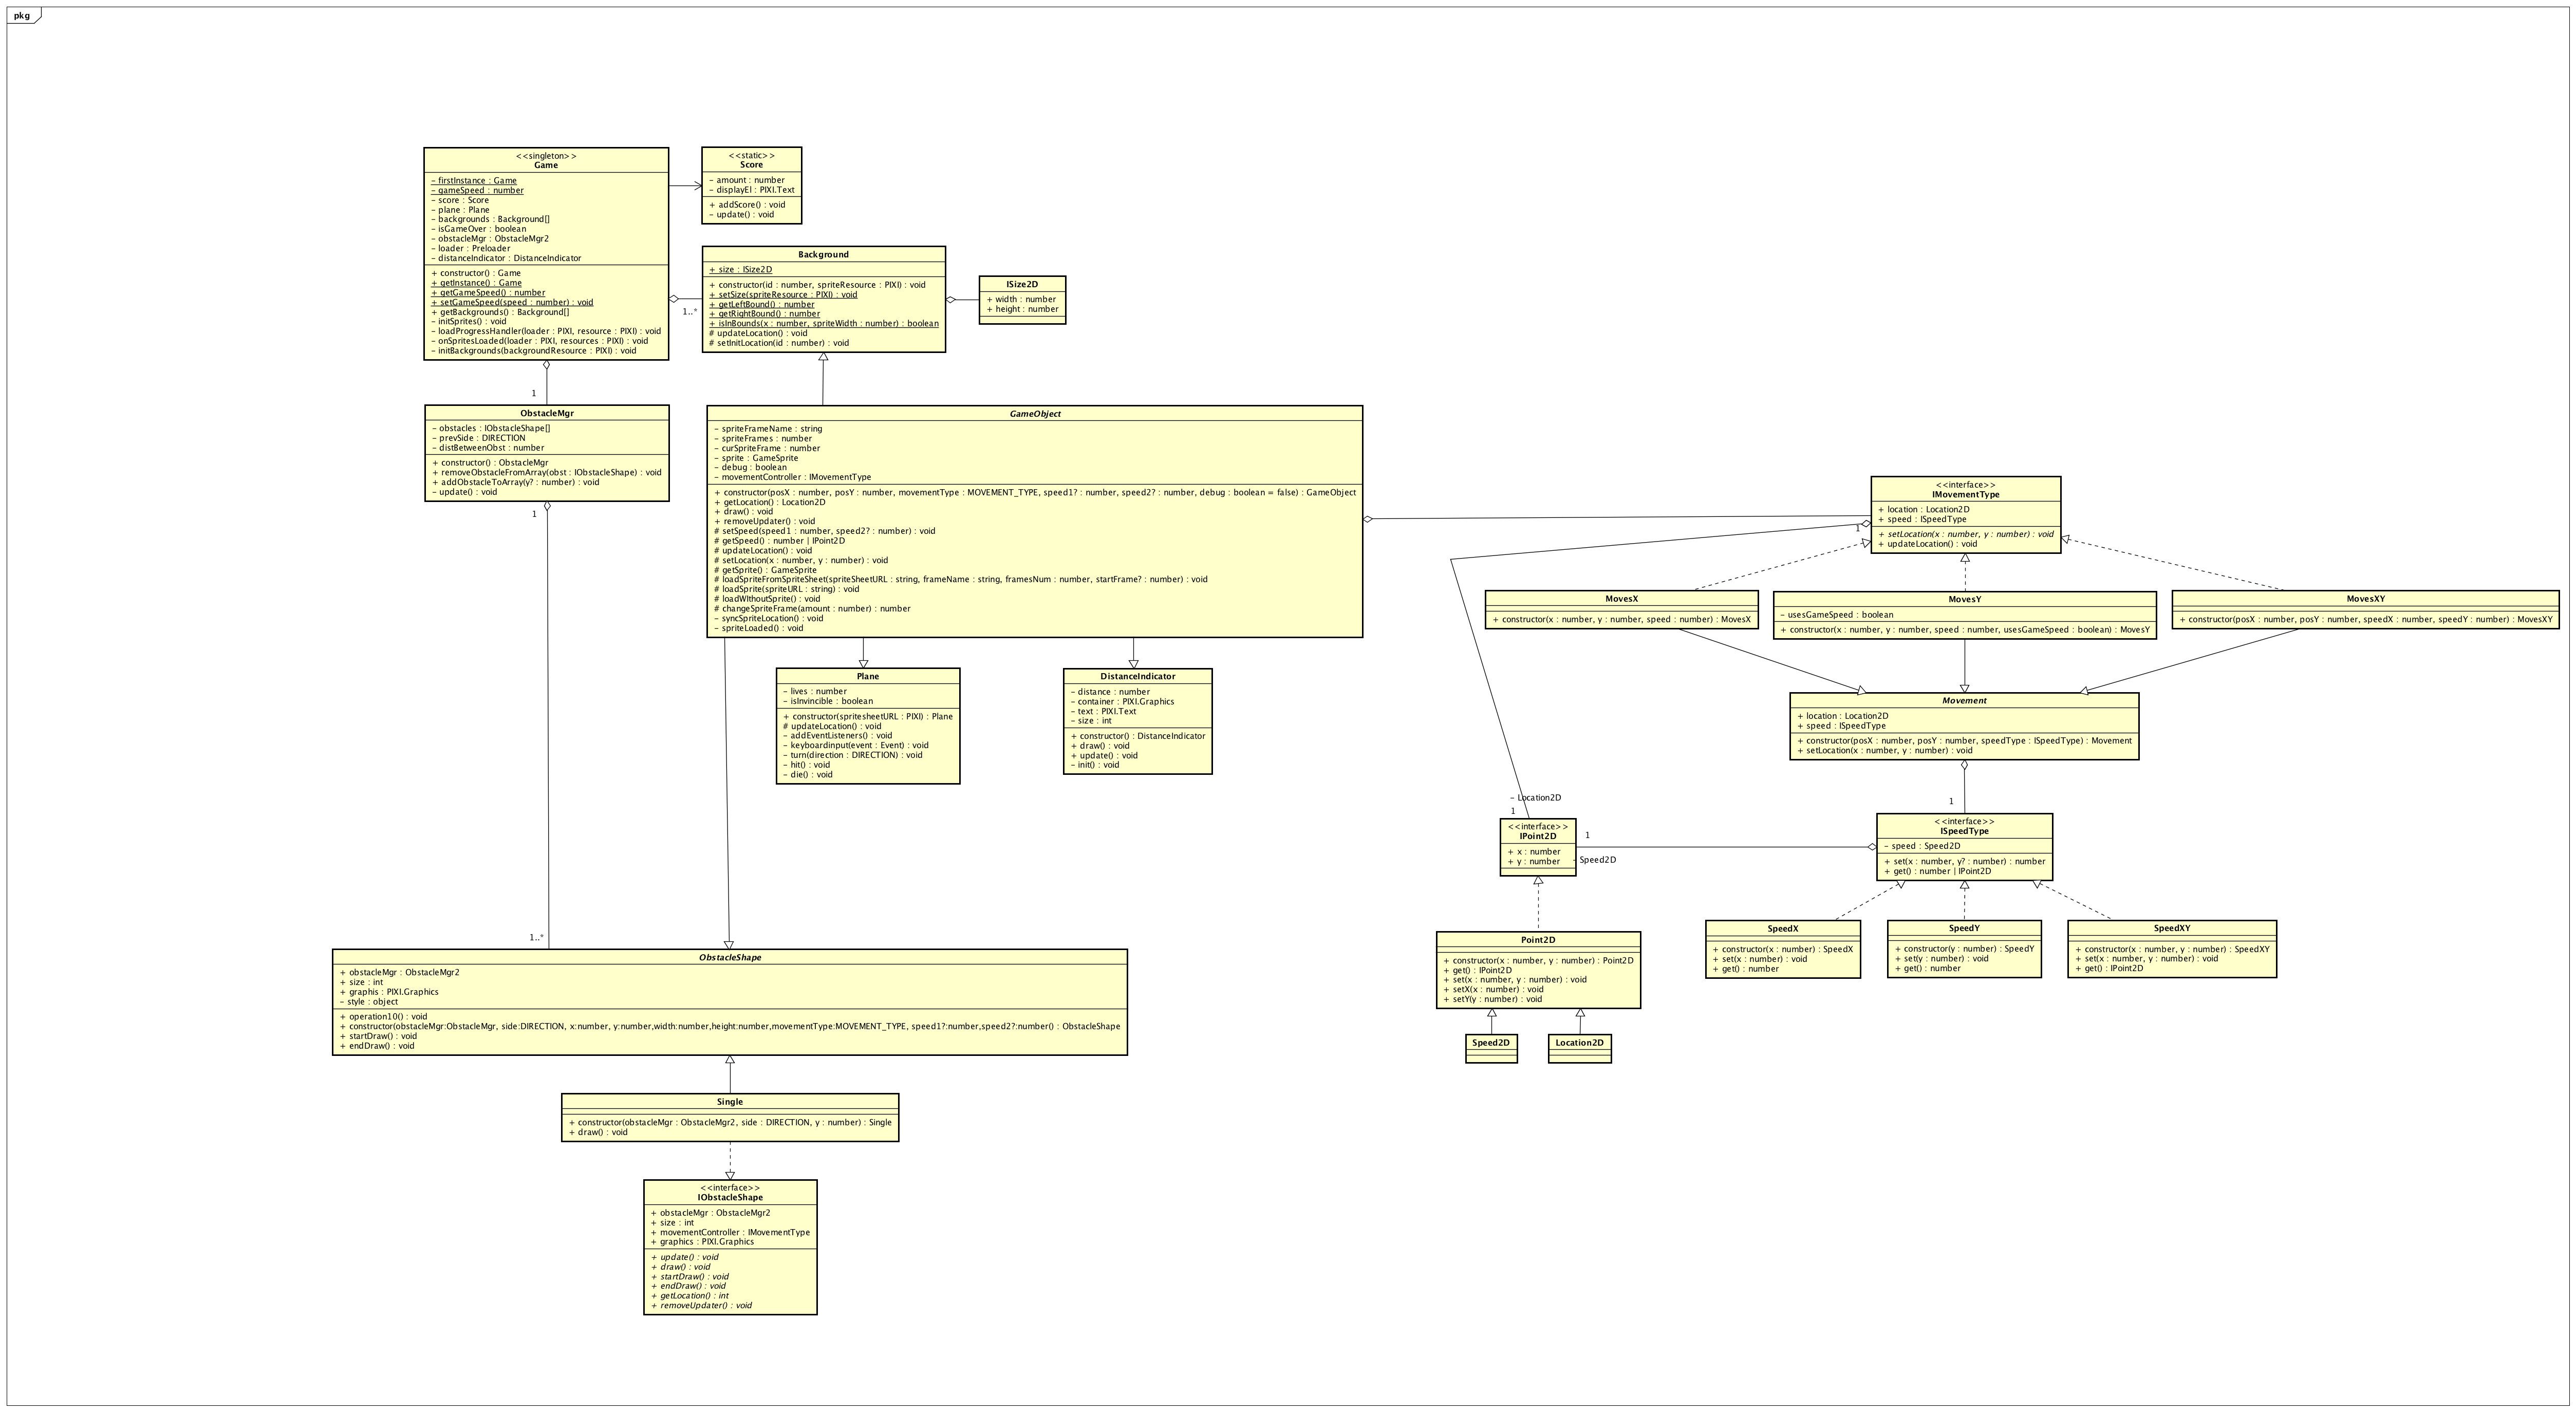 pkg
<<singleton>>
Game
- firstInstance : Game
- gameSpeed : number
- score : Score
- plane : Plane
- backgrounds : Background[]
- isGameOver : boolean
- obstacleMgr : ObstacleMgr2
- loader : Preloader
- distanceIndicator : DistanceIndicator
+ constructor() : Game
+ getInstance() : Game
+ getGameSpeed() : number
+ setGameSpeed(speed : number) : void
+ getBackgrounds() : Background[]
- initSprites() : void
- loadProgressHandler(loader : PIXI, resource : PIXI) : void
- onSpritesLoaded(loader : PIXI, resources : PIXI) : void
- initBackgrounds(backgroundResource : PIXI) : void
<<static>>
Score
- amount : number
- displayEl : PIXI.Text
+ addScore() : void
- update() : void
1..*
Background
+ size : ISize2D
+ constructor(id : number, spriteResource : PIXI) : void
+ setSize(spriteResource : PIXI) : void
+ getLeftBound() : number
+ getRightBound() : number
+ isInBounds(x : number, spriteWidth : number) : boolean
# updateLocation() : void
# setInitLocation(id : number) : void
ISize2D
+ width : number
+ height : number
1
ObstacleMgr
- obstacles : IObstacleShape[]
- prevSide : DIRECTION
- distBetweenObst : number
+ constructor() : ObstacleMgr
+ removeObstacleFromArray(obst : IObstacleShape) : void
+ addObstacleToArray(y? : number) : void
- update() : void
1
1..*
GameObject
- spriteFrameName : string
- spriteFrames : number
- curSpriteFrame : number
- sprite : GameSprite
- debug : boolean
- movementController : IMovementType
+ constructor(posX : number, posY : number, movementType : MOVEMENT_TYPE, speed1? : number, speed2? : number, debug : boolean = false) : GameObject
+ getLocation() : Location2D
+ draw() : void
+ removeUpdater() : void
# setSpeed(speed1 : number, speed2? : number) : void
# getSpeed() : number | IPoint2D
# updateLocation() : void
# setLocation(x : number, y : number) : void
# getSprite() : GameSprite
# loadSpriteFromSpriteSheet(spriteSheetURL : string, frameName : string, framesNum : number, startFrame? : number) : void
# loadSprite(spriteURL : string) : void
# loadWIthoutSprite() : void
# changeSpriteFrame(amount : number) : number
- syncSpriteLocation() : void
- spriteLoaded() : void
Plane
- lives : number
- isInvincible : boolean
+ constructor(spritesheetURL : PIXI) : Plane
# updateLocation() : void
- addEventListeners() : void
- keyboardinput(event : Event) : void
- turn(direction : DIRECTION) : void
- hit() : void
- die() : void
DistanceIndicator
- distance : number
- container : PIXI.Graphics
- text : PIXI.Text
- size : int
+ constructor() : DistanceIndicator
+ draw() : void
+ update() : void
- init() : void
<<interface>>
IMovementType
+ location : Location2D
+ speed : ISpeedType
+ setLocation(x : number, y : number) : void
+ updateLocation() : void
1
MovesX
+ constructor(x : number, y : number, speed : number) : MovesX
MovesY
- usesGameSpeed : boolean
+ constructor(x : number, y : number, speed : number, usesGameSpeed : boolean) : MovesY
MovesXY
+ constructor(posX : number, posY : number, speedX : number, speedY : number) : MovesXY
Movement
+ location : Location2D
+ speed : ISpeedType
+ constructor(posX : number, posY : number, speedType : ISpeedType) : Movement
+ setLocation(x : number, y : number) : void
1
- Location2D
1
<<interface>>
IPoint2D
+ x : number
+ y : number
1
- Speed2D
<<interface>>
ISpeedType
- speed : Speed2D
+ set(x : number, y? : number) : number
+ get() : number | IPoint2D
Point2D
+ constructor(x : number, y : number) : Point2D
+ get() : IPoint2D
+ set(x : number, y : number) : void
+ setX(x : number) : void
+ setY(y : number) : void
Speed2D
Location2D
SpeedX
+ constructor(x : number) : SpeedX
+ set(x : number) : void
+ get() : number
SpeedY
+ constructor(y : number) : SpeedY
+ set(y : number) : void
+ get() : number
SpeedXY
+ constructor(x : number, y : number) : SpeedXY
+ set(x : number, y : number) : void
+ get() : IPoint2D
ObstacleShape
+ obstacleMgr : ObstacleMgr2
+ size : int
+ graphis : PIXI.Graphics
- style : object
+ operation10() : void
+ constructor(obstacleMgr:ObstacleMgr, side:DIRECTION, x:number, y:number,width:number,height:number,movementType:MOVEMENT_TYPE, speed1?:number,speed2?:number() : ObstacleShape
+ startDraw() : void
+ endDraw() : void
Single
+ constructor(obstacleMgr : ObstacleMgr2, side : DIRECTION, y : number) : Single
+ draw() : void
<<interface>>
IObstacleShape
+ obstacleMgr : ObstacleMgr2
+ size : int
+ movementController : IMovementType
+ graphics : PIXI.Graphics
+ update() : void
+ draw() : void
+ startDraw() : void
+ endDraw() : void
+ getLocation() : int
+ removeUpdater() : void